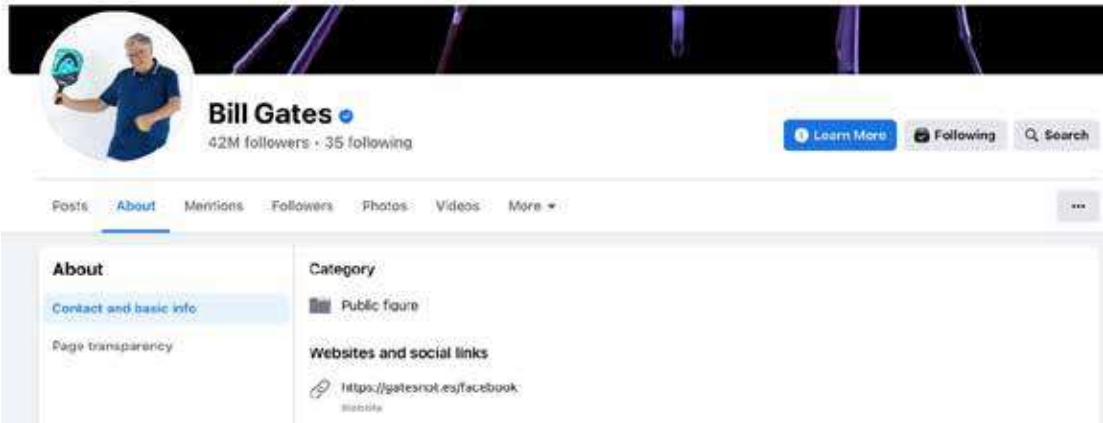 Bill Gates
42M followers • 35 following
Learn More
Following
Search
Posts
About
Mentions
Followers
Photos
Videos
More
About
Contact and basic info
Page transparency
Category
Public figure
Websites and social links
https://gatesnot.es/facebook
Website